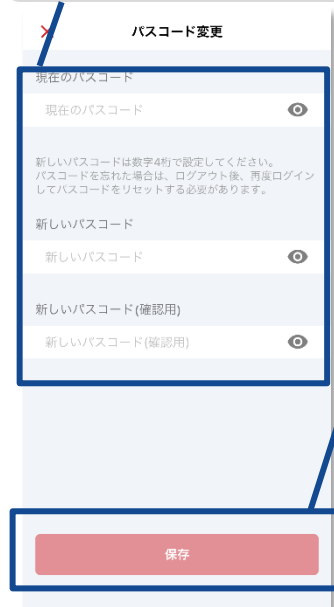 パスコード変更
現在のパスコード
現在のパスコード
新しいパスコードは数字4桁で設定してください。
パスコードを忘れた場合は、ログアウト後、再度ログイン
してパスコードをリセットする必要があります。
新しいパスコード
新しいパスコード
新しいパスコード(確認用)
新しいパスコード(確認用)
保存